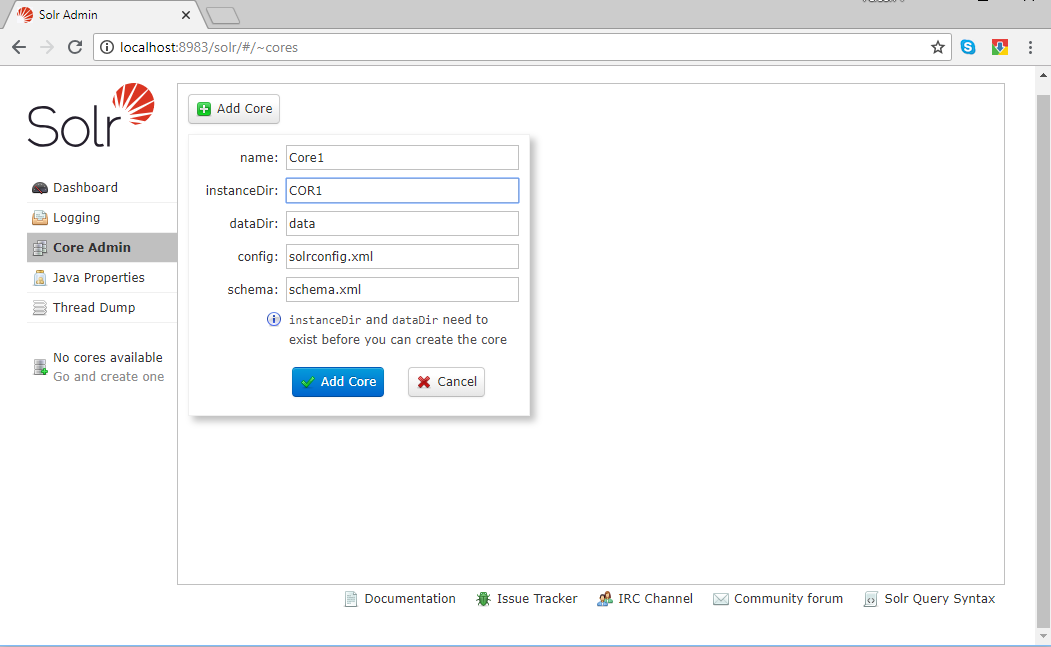 Solr Admin
localhost:8983/solr/#/~cores
Solr
Dashboard
Logging
Core Admin
Java Properties
Thread Dump
No cores available
Go and create one
Add Core
name: Core1
instanceDir: COR1
dataDir: data
config: solrconfig.xml
schema: schema.xml
instanceDir and dataDir need to
exist before you can create the core
Add Core Cancel
Documentation Issue Tracker IRC Channel Community forum Solr Query Syntax